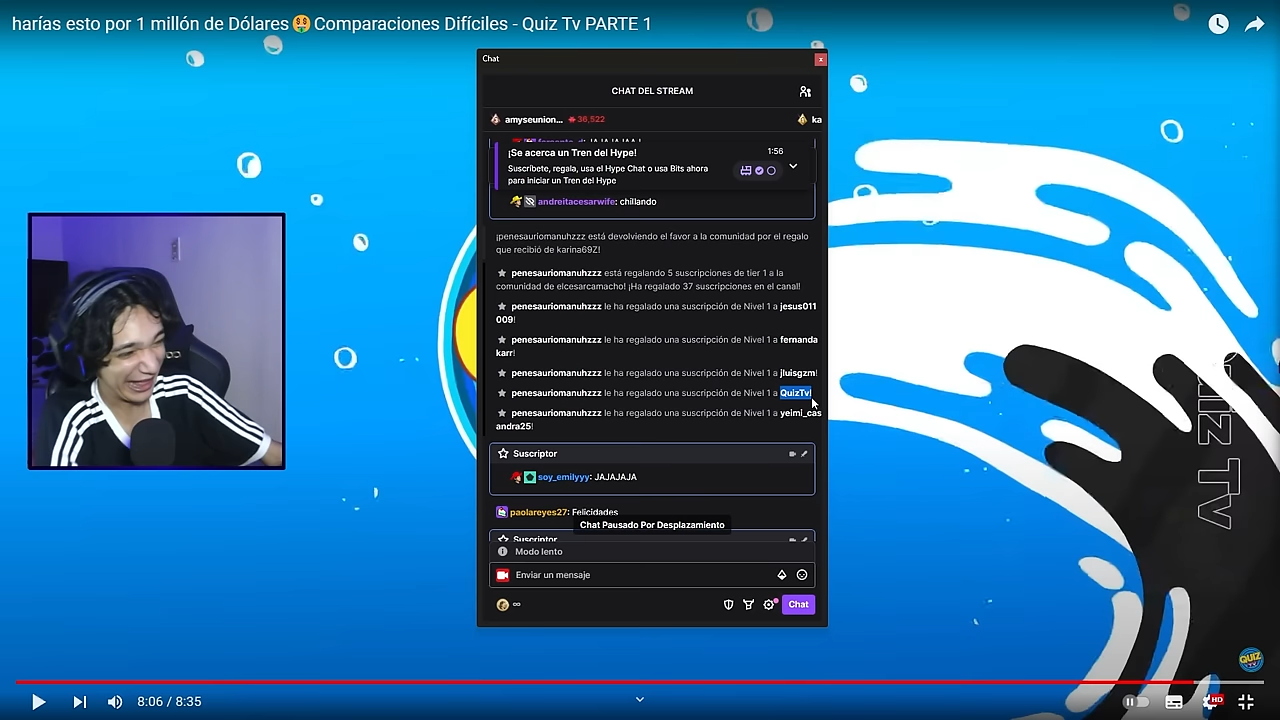 harías esto por 1 millón de Dólares🤑Comparaciones Difíciles - Quiz Tv PARTE 1
Chat
CHAT DEL STREAM
amyseunion... 36,522
ka
¡Se acerca un Tren del Hype!
1:56
Suscríbete, regala, usa el Hype Chat o usa Bits ahora
para iniciar un Tren del Hype
andreitacesarwife: chillando
¡penesauriomanuhzzz está devolviendo el favor a la comunidad por el regalo
que recibió de karina69Z!
penesauriomanuhzzz está regalando 5 suscripciones de tier 1 a la
comunidad de elcesarcamacho! ¡Ha regalado 37 suscripciones en el canal!
penesauriomanuhzzz le ha regalado una suscripción de Nivel 1 a jesus011
009!
penesauriomanuhzzz le ha regalado una suscripción de Nivel 1 a fernanda
karr!
penesauriomanuhzzz le ha regalado una suscripción de Nivel 1 a jluisgzm!
penesauriomanuhzzz le ha regalado una suscripción de Nivel 1 a QuizTv!
penesauriomanuhzzz le ha regalado una suscripción de Nivel 1 a yeimi_cas
andra25!
Suscriptor
soy_emilyyy: JAJAJAJA
paolareyes27: Felicidades
Chat Pausado Por Desplazamiento
Suscriptor
Modo lento
Enviar un mensaje
Chat
QUIZ TV
QUIZ TV
8:06 / 8:35
HD